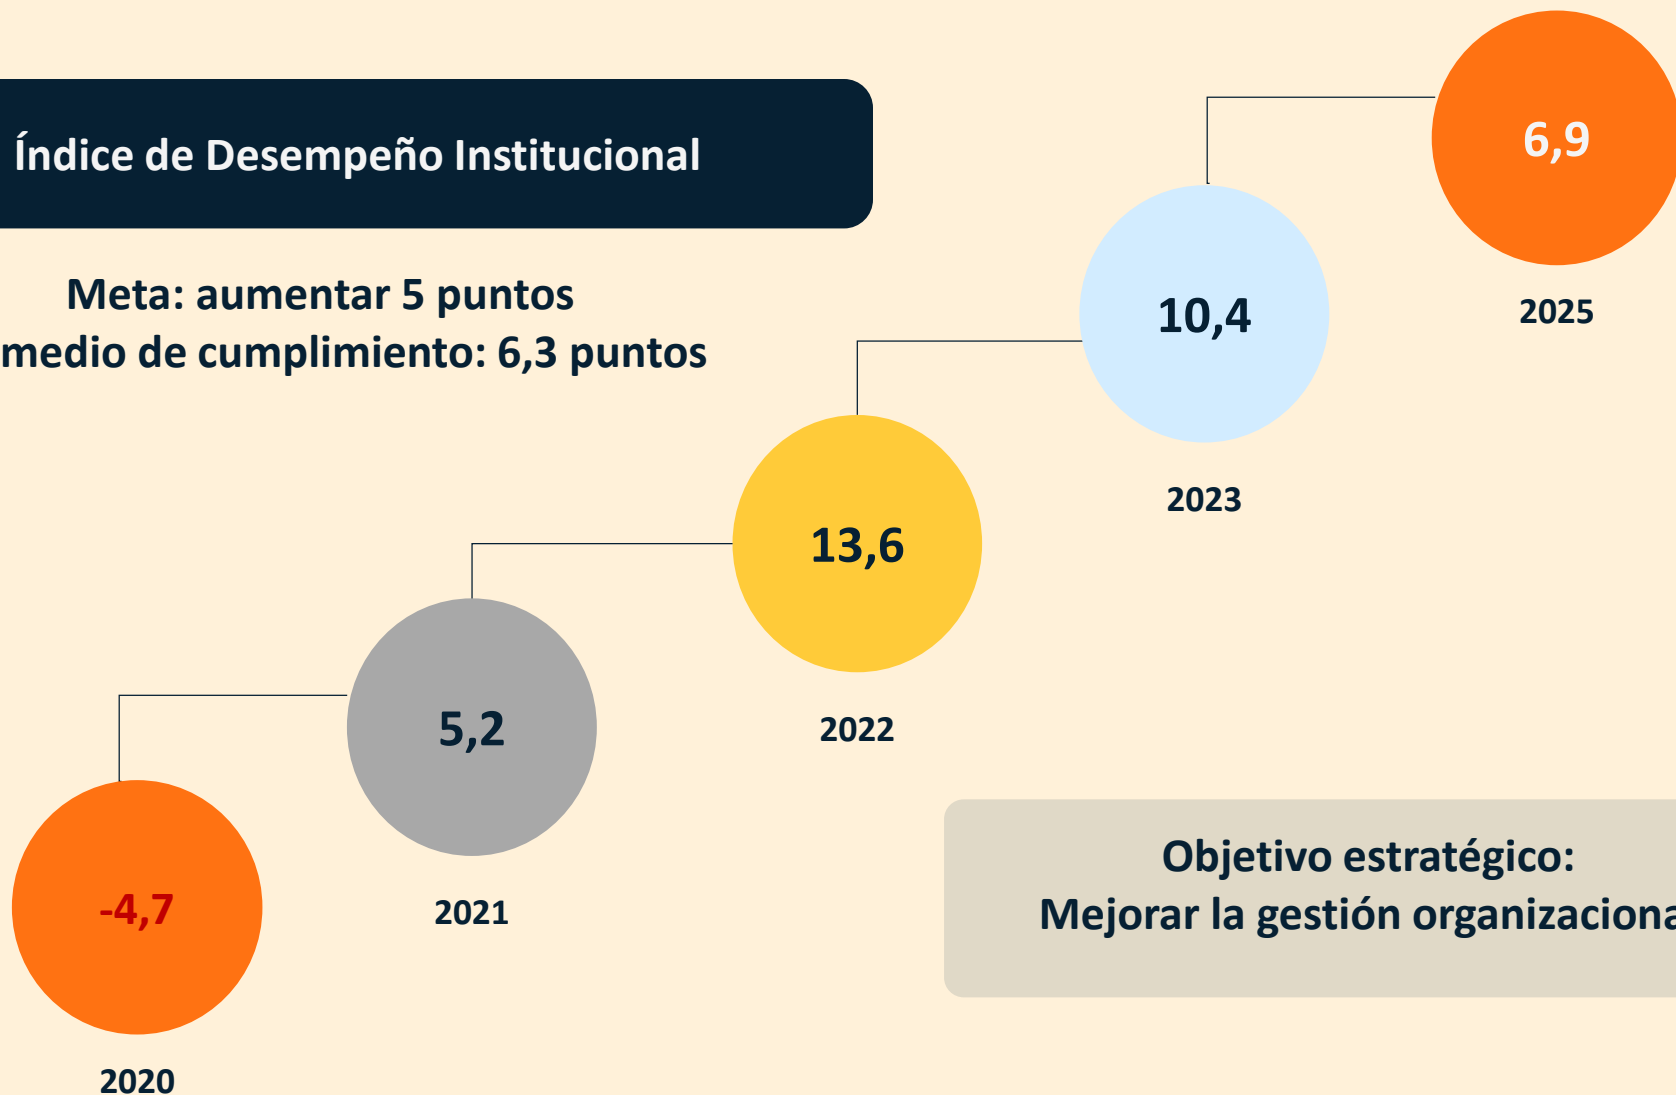 Índice de Desempeño Institucional
Meta: aumentar 5 puntos
medio de cumplimiento: 6,3 puntos
6,9
2025
10,4
2023
13,6
2022
5,2
2021
-4,7
2020
Objetivo estratégico:
Mejorar la gestión